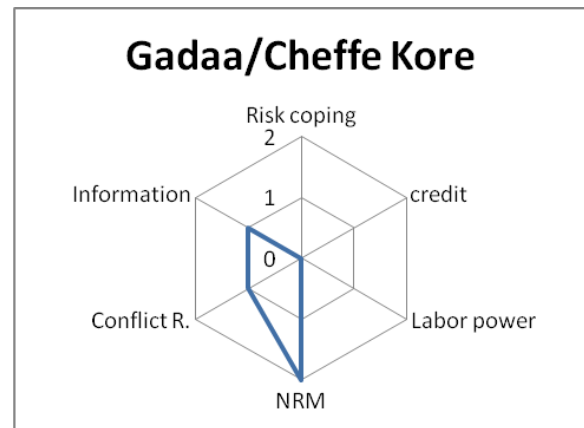 Gadaa/Cheffe Kore
Risk coping
2
Information
credit
1
0
Conflict R.
Labor power
NRM